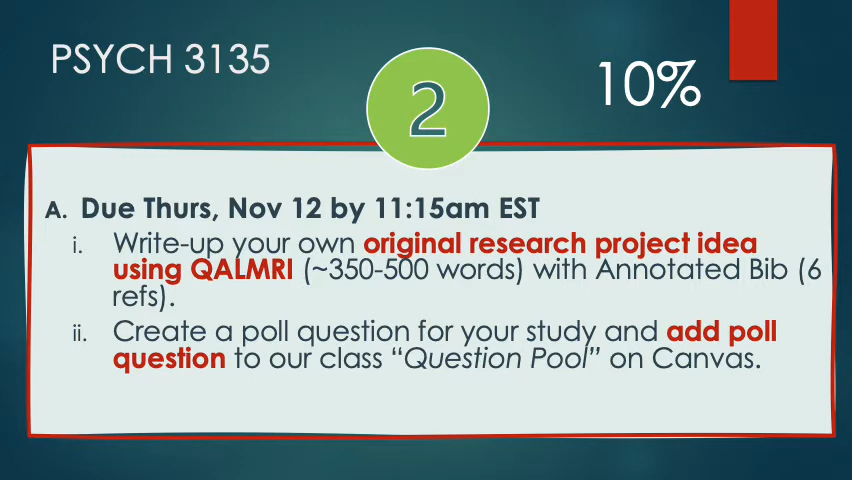 PSYCH 3135
2
10%
A. Due Thurs, Nov 12 by 11:15am EST
i. Write-up your own original research project idea
using QALMRI (~350-500 words) with Annotated Bib (6
refs).
ii. Create a poll question for your study and add poll
question to our class “Question Pool” on Canvas.